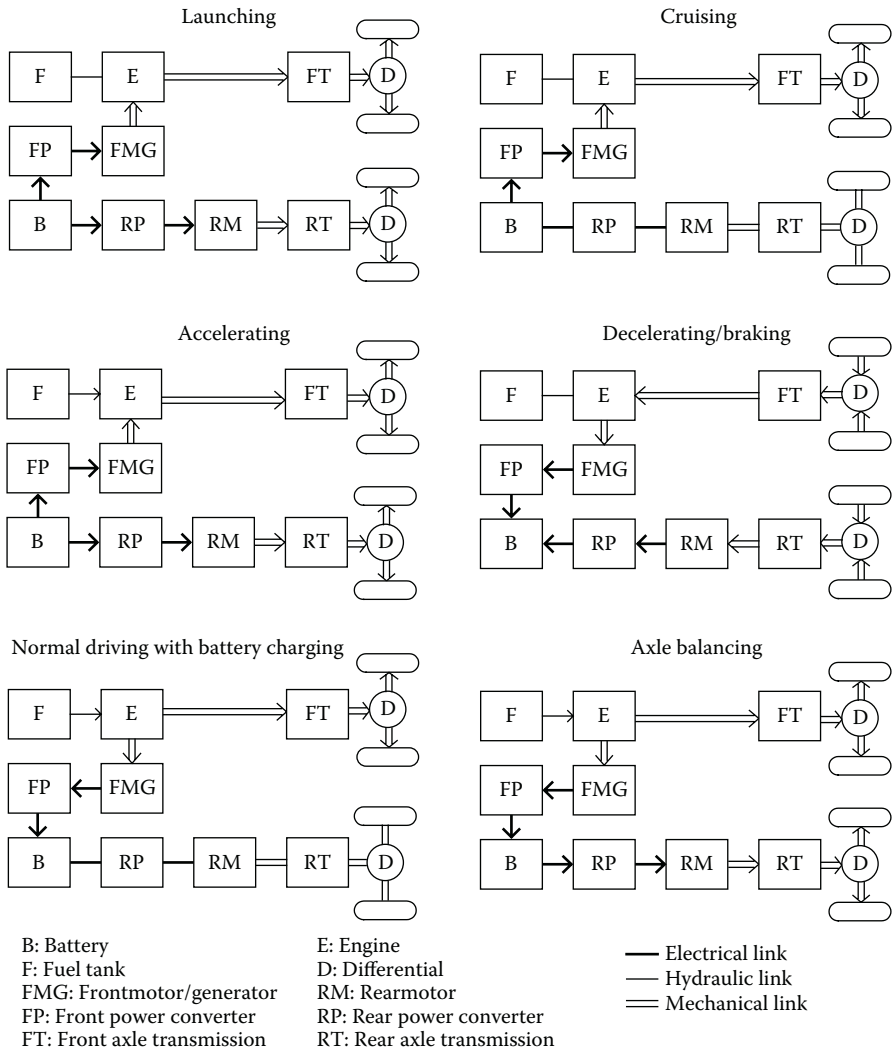 Launching
F E FT D
FP FMG
B RP RM RT D
Cruising
F E FT D
FP FMG
B RP RM RT D
Accelerating
F E FT D
FP FMG
B RP RM RT D
Decelerating/braking
F E FT D
FP FMG
B RP RM RT D
Normal driving with battery charging
F E FT D
FP FMG
B RP RM RT D
Axle balancing
F E FT D
FP FMG
B RP RM RT D
B: Battery
F: Fuel tank
FMG: Frontmotor/generator
FP: Front power converter
FT: Front axle transmission
E: Engine
D: Differential
RM: Rearmotor
RP: Rear power converter
RT: Rear axle transmission
Electrical link
Hydraulic link
Mechanical link